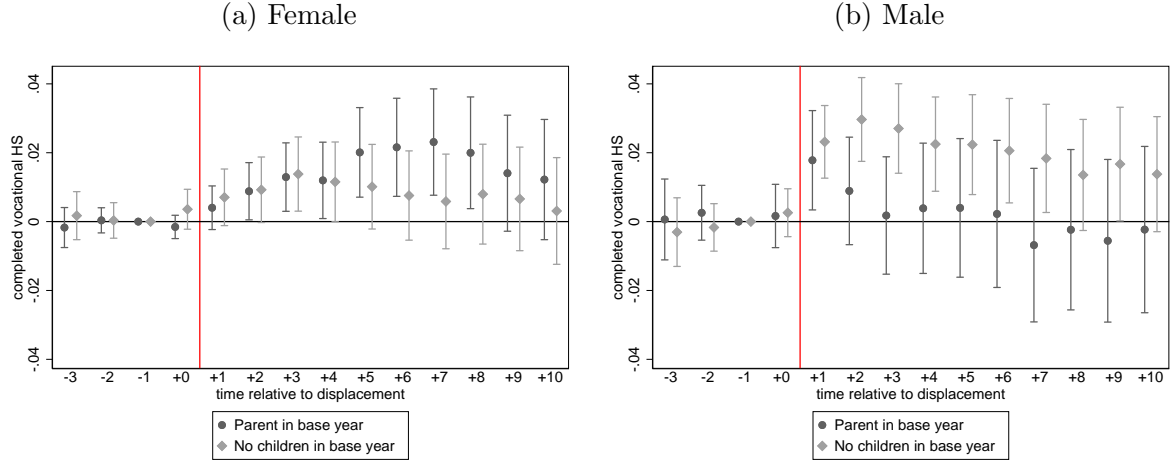 (a) Female
completed vocational HS
.04
.02
0
-.02
-.04
-3 -2 -1 +0 +1 +2 +3 +4 +5 +6 +7 +8 +9 +10
time relative to displacement
Parent in base year
No children in base year
(b) Male
completed vocational HS
.04
.02
0
-.02
-.04
-3 -2 -1 +0 +1 +2 +3 +4 +5 +6 +7 +8 +9 +10
time relative to displacement
Parent in base year
No children in base year